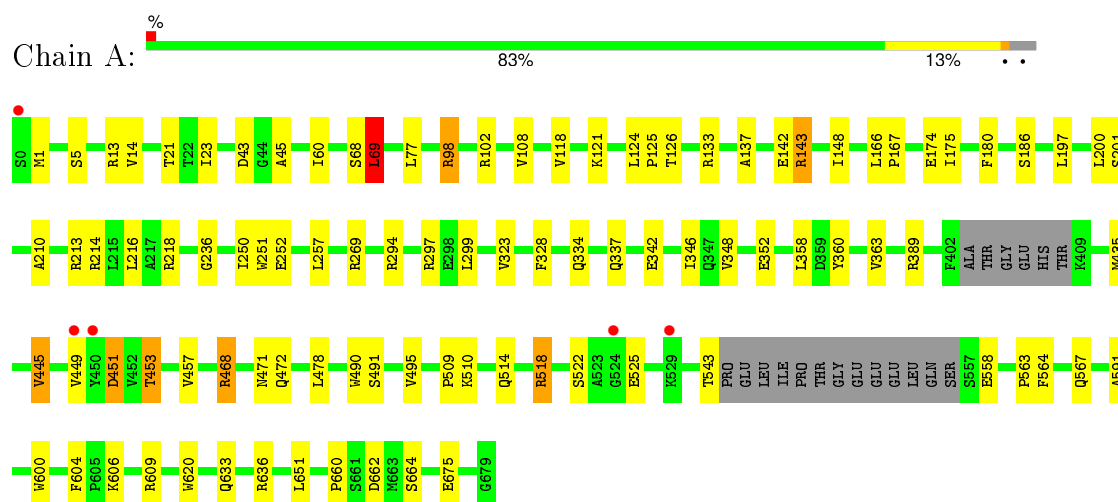 %
Chain A:
83% 13% • •
S0 M1 S5 R13 V14 T21 T22 I23 D43 G44 A45 I60 S68 L69 L77 R98 R102 V108 V118 K121 L124 P125 T126 R133 A137 E142 R143 I148 L166 P167 E174 I175 F180 S186 L197 L200 S201
A210 R213 R214 L215 L216 A217 R218 G236 I250 W251 E252 L257 R269 R294 R297 E298 L299 V323 F328 Q334 Q337 E342 I346 Q347 V348 E352 L358 D359 Y360 V363 R389 F402 ALA THR GLY GLU HIS THR K409 M435
V445 V449 Y450 D451 V452 T453 V457 R468 N471 Q472 L478 W490 S491 V495 P509 K510 Q514 R518 S522 A523 G524 E525 K529 T543 PRO GLU LEU ILE PRO THR GLY GLU GLU GLU LEU GLN SER S557 E558 P563 F564 Q567 A591
W600 F604 P605 K606 R609 W620 Q633 R636 L651 P660 S661 D662 M663 S664 E675 G679